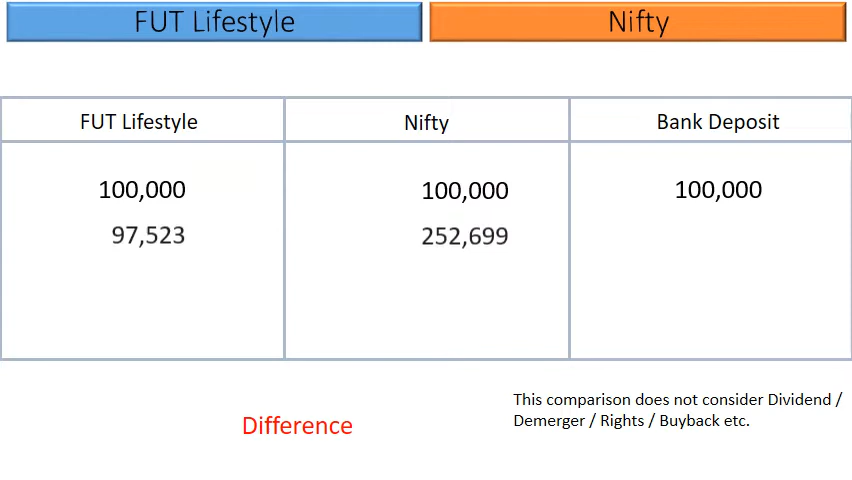 FUT Lifestyle
Nifty
FUT Lifestyle
Nifty
Bank Deposit
100,000
100,000
100,000
97,523
252,699
This comparison does not consider Dividend /
Demerger / Rights / Buyback etc.
Difference